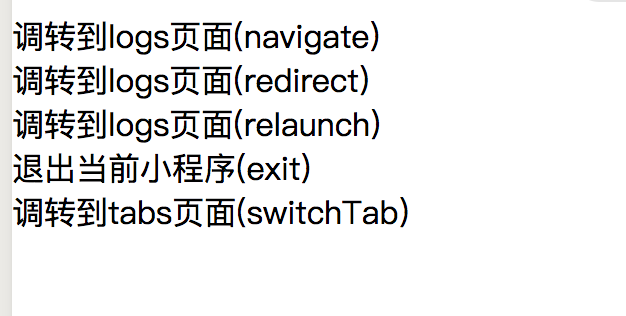 调转到logs页面(navigate)
调转到logs页面(redirect)
调转到logs页面(relaunch)
退出当前小程序(exit)
调转到tabs页面(switchTab)